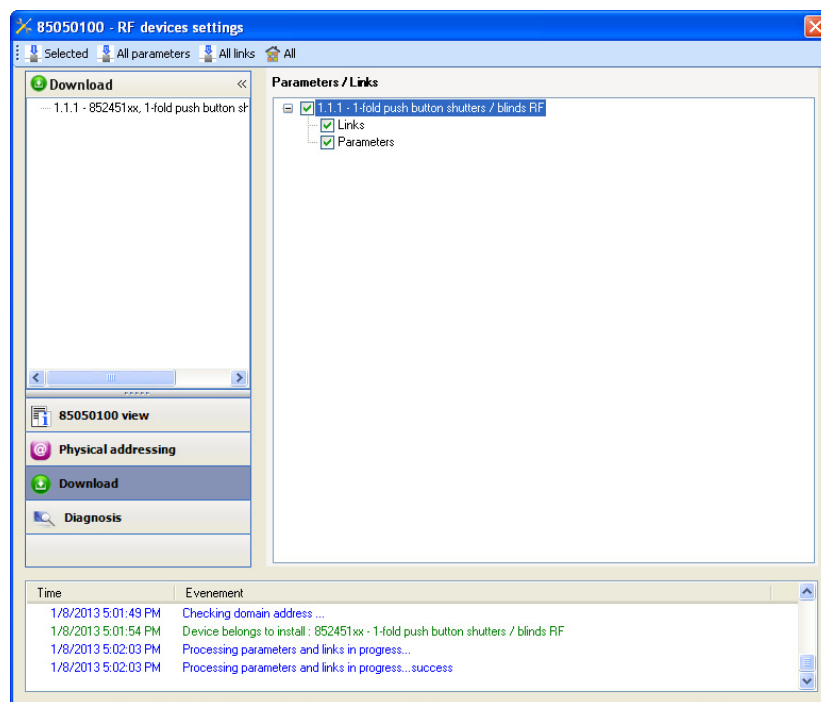 85050100 - RF devices settings
Selected All parameters All links All
Download
1.1.1 - 852451xx, 1-fold push button sh
85050100 view
Physical addressing
Download
Diagnosis
Parameters / Links
1.1.1 - 1-fold push button shutters / blinds RF
Links
Parameters
Time Evenement
1/8/2013 5:01:49 PM Checking domain address ...
1/8/2013 5:01:54 PM Device belongs to install : 852451xx - 1-fold push button shutters / blinds RF
1/8/2013 5:02:03 PM Processing parameters and links in progress...
1/8/2013 5:02:03 PM Processing parameters and links in progress...success